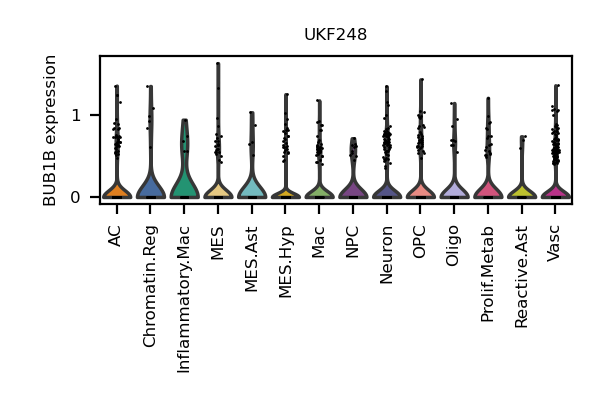 UKF248
BUB1B expression
1
0
AC
Chromatin.Reg
Inflammatory.Mac
MES
MES.Ast
MES.Hyp
Mac
NPC
Neuron
OPC
Oligo
Prolif.Metab
Reactive.Ast
Vasc